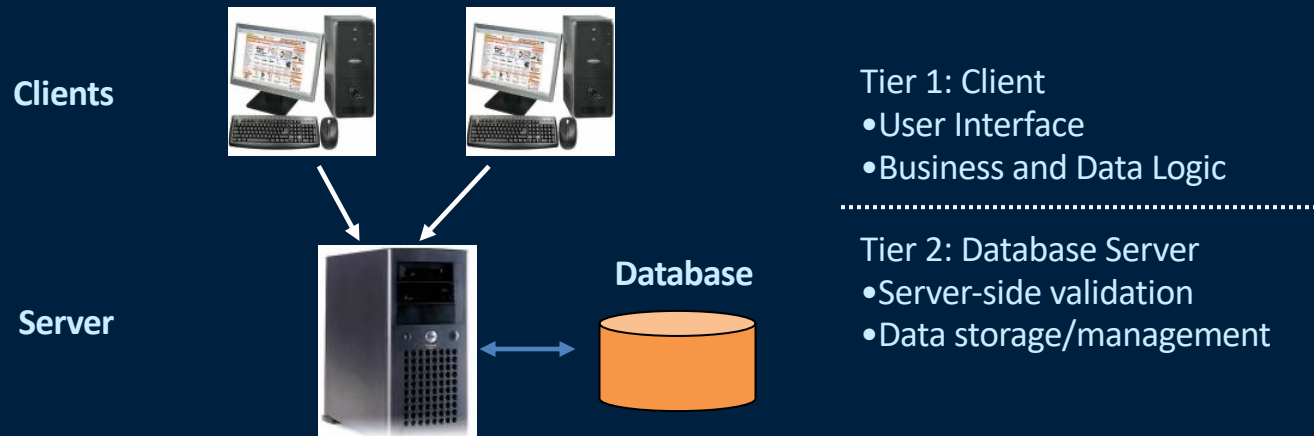 Clients
Server
Database
Tier 1: Client
•User Interface
•Business and Data Logic
Tier 2: Database Server
•Server-side validation
•Data storage/management